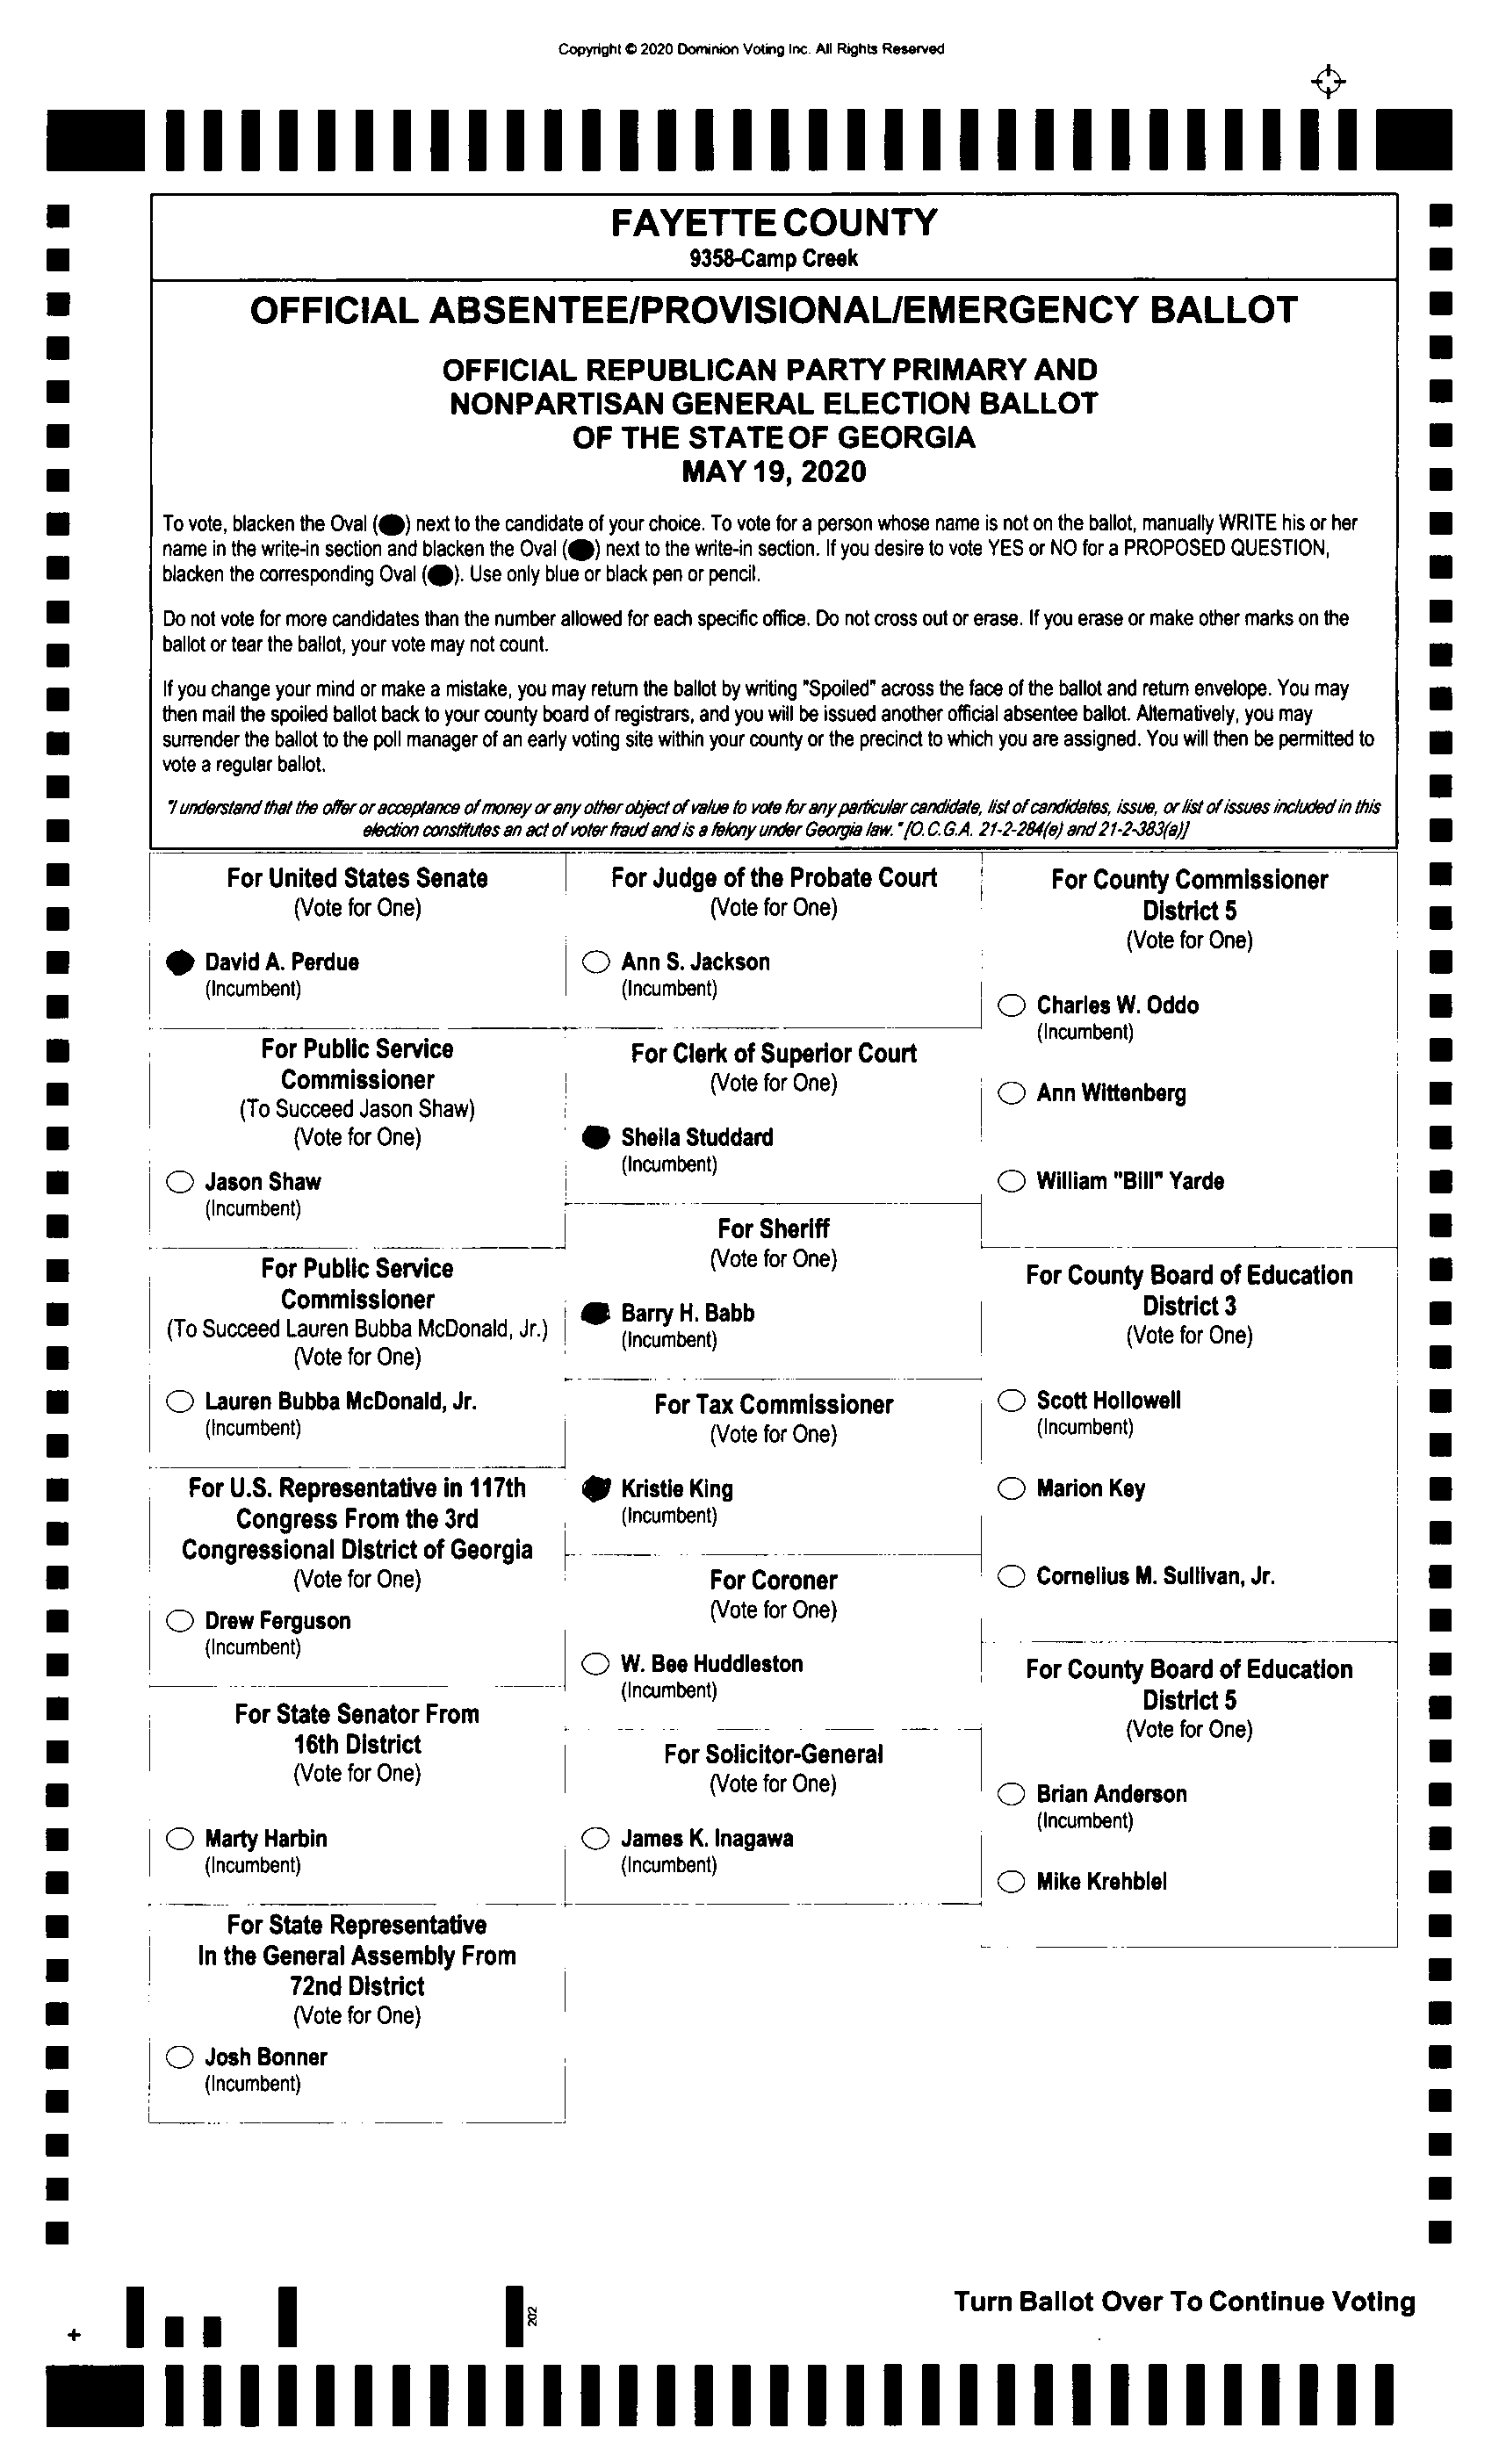 Copyright © 2020 Dominion Voting Inc. All Rights Reserved
FAYETTE COUNTY
9358-Camp Creek
OFFICIAL ABSENTEE/PROVISIONAL/EMERGENCY BALLOT
OFFICIAL REPUBLICAN PARTY PRIMARY AND
NONPARTISAN GENERAL ELECTION BALLOT
OF THE STATE OF GEORGIA
MAY 19, 2020
To vote, blacken the Oval (⬬) next to the candidate of your choice. To vote for a person whose name is not on the ballot, manually WRITE his or her
name in the write-in section and blacken the Oval (⬬) next to the write-in section. If you desire to vote YES or NO for a PROPOSED QUESTION,
blacken the corresponding Oval (⬬). Use only blue or black pen or pencil.
Do not vote for more candidates than the number allowed for each specific office. Do not cross out or erase. If you erase or make other marks on the
ballot or tear the ballot, your vote may not count.
If you change your mind or make a mistake, you may return the ballot by writing "Spoiled" across the face of the ballot and return envelope. You may
then mail the spoiled ballot back to your county board of registrars, and you will be issued another official absentee ballot. Alternatively, you may
surrender the ballot to the poll manager of an early voting site within your county or the precinct to which you are assigned. You will then be permitted to
vote a regular ballot.
"I understand that the offer or acceptance of money or any other object of value to vote for any particular candidate, list of candidates, issue, or list of issues included in this
election constitutes an act of voter fraud and is a felony under Georgia law." [O.C.G.A. 21-2-284(e) and 21-2-383(a)]
For United States Senate
(Vote for One)
David A. Perdue
(Incumbent)
For Public Service
Commissioner
(To Succeed Jason Shaw)
(Vote for One)
Jason Shaw
(Incumbent)
For Public Service
Commissioner
(To Succeed Lauren Bubba McDonald, Jr.)
(Vote for One)
Lauren Bubba McDonald, Jr.
(Incumbent)
For U.S. Representative in 117th
Congress From the 3rd
Congressional District of Georgia
(Vote for One)
Drew Ferguson
(Incumbent)
For State Senator From
16th District
(Vote for One)
Marty Harbin
(Incumbent)
For State Representative
In the General Assembly From
72nd District
(Vote for One)
Josh Bonner
(Incumbent)
For Judge of the Probate Court
(Vote for One)
Ann S. Jackson
(Incumbent)
For Clerk of Superior Court
(Vote for One)
Sheila Studdard
(Incumbent)
For Sheriff
(Vote for One)
Barry H. Babb
(Incumbent)
For Tax Commissioner
(Vote for One)
Kristie King
(Incumbent)
For Coroner
(Vote for One)
W. Bee Huddleston
(Incumbent)
For Solicitor-General
(Vote for One)
James K. Inagawa
(Incumbent)
For County Commissioner
District 5
(Vote for One)
Charles W. Oddo
(Incumbent)
Ann Wittenberg
William "Bill" Yarde
For County Board of Education
District 3
(Vote for One)
Scott Hollowell
(Incumbent)
Marion Key
Cornelius M. Sullivan, Jr.
For County Board of Education
District 5
(Vote for One)
Brian Anderson
(Incumbent)
Mike Krehbiel
Turn Ballot Over To Continue Voting
202
+